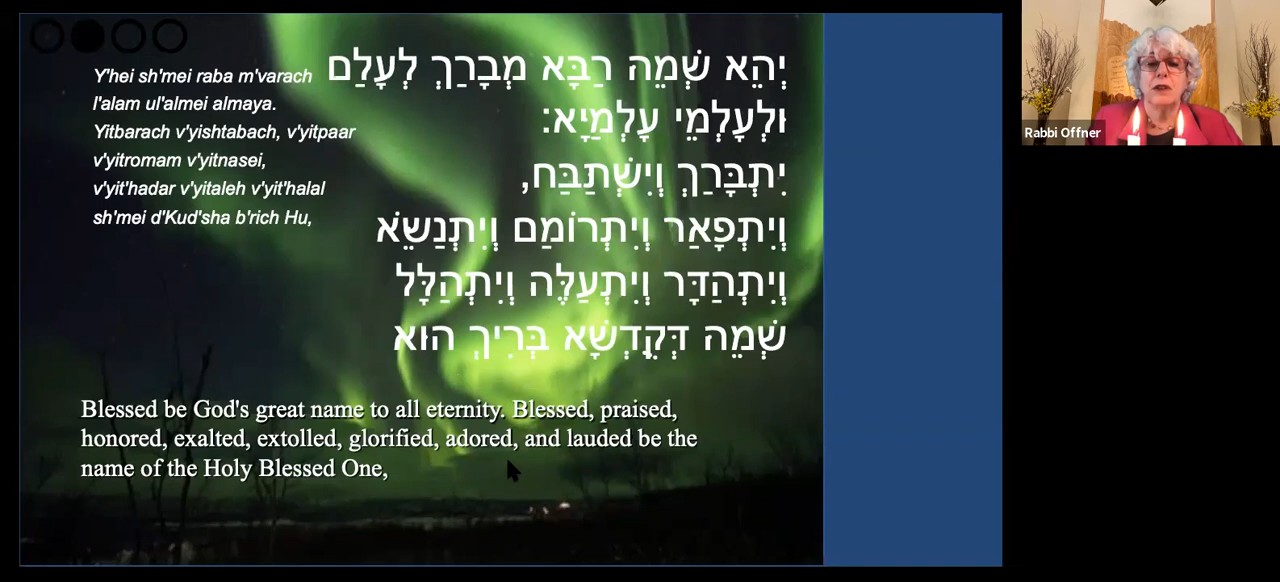 Y'hei sh'mei raba m'varach
l'alam ul'almei almaya.
Yitbarach v'yishtabach, v'yitpaar
v'yitromam v'yitnasei,
v'yit'hadar v'yitaleh v'yit'halal
sh'mei d'Kud'sha b'rich Hu,
יְהֵא שְׁמֵהּ רַבָּא מְבָרַךְ לְעָלַם
וּלְעָלְמֵי עָלְמַיָּא:
יִתְבָּרַךְ וְיִשְׁתַּבַּח,
וְיִתְפָּאַר וְיִתְרוֹמַם וְיִתְנַשֵּׂא
וְיִתְהַדָּר וְיִתְעַלֶּה וְיִתְהַלָּל
שְׁמֵהּ דְּקֻדְשָׁא בְּרִיךְ הוּא
Blessed be God's great name to all eternity. Blessed, praised,
honored, exalted, extolled, glorified, adored, and lauded be the
name of the Holy Blessed One,
Rabbi Offner